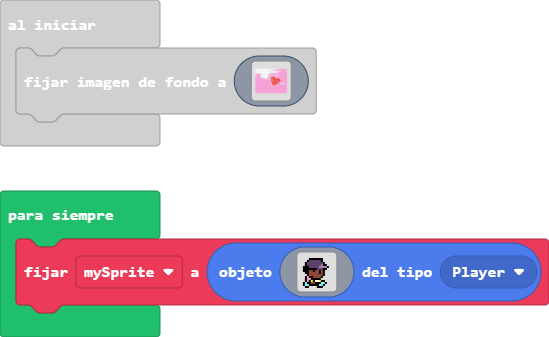 al iniciar
fijar imagen de fondo a
para siempre
fijar mySprite a objeto del tipo Player